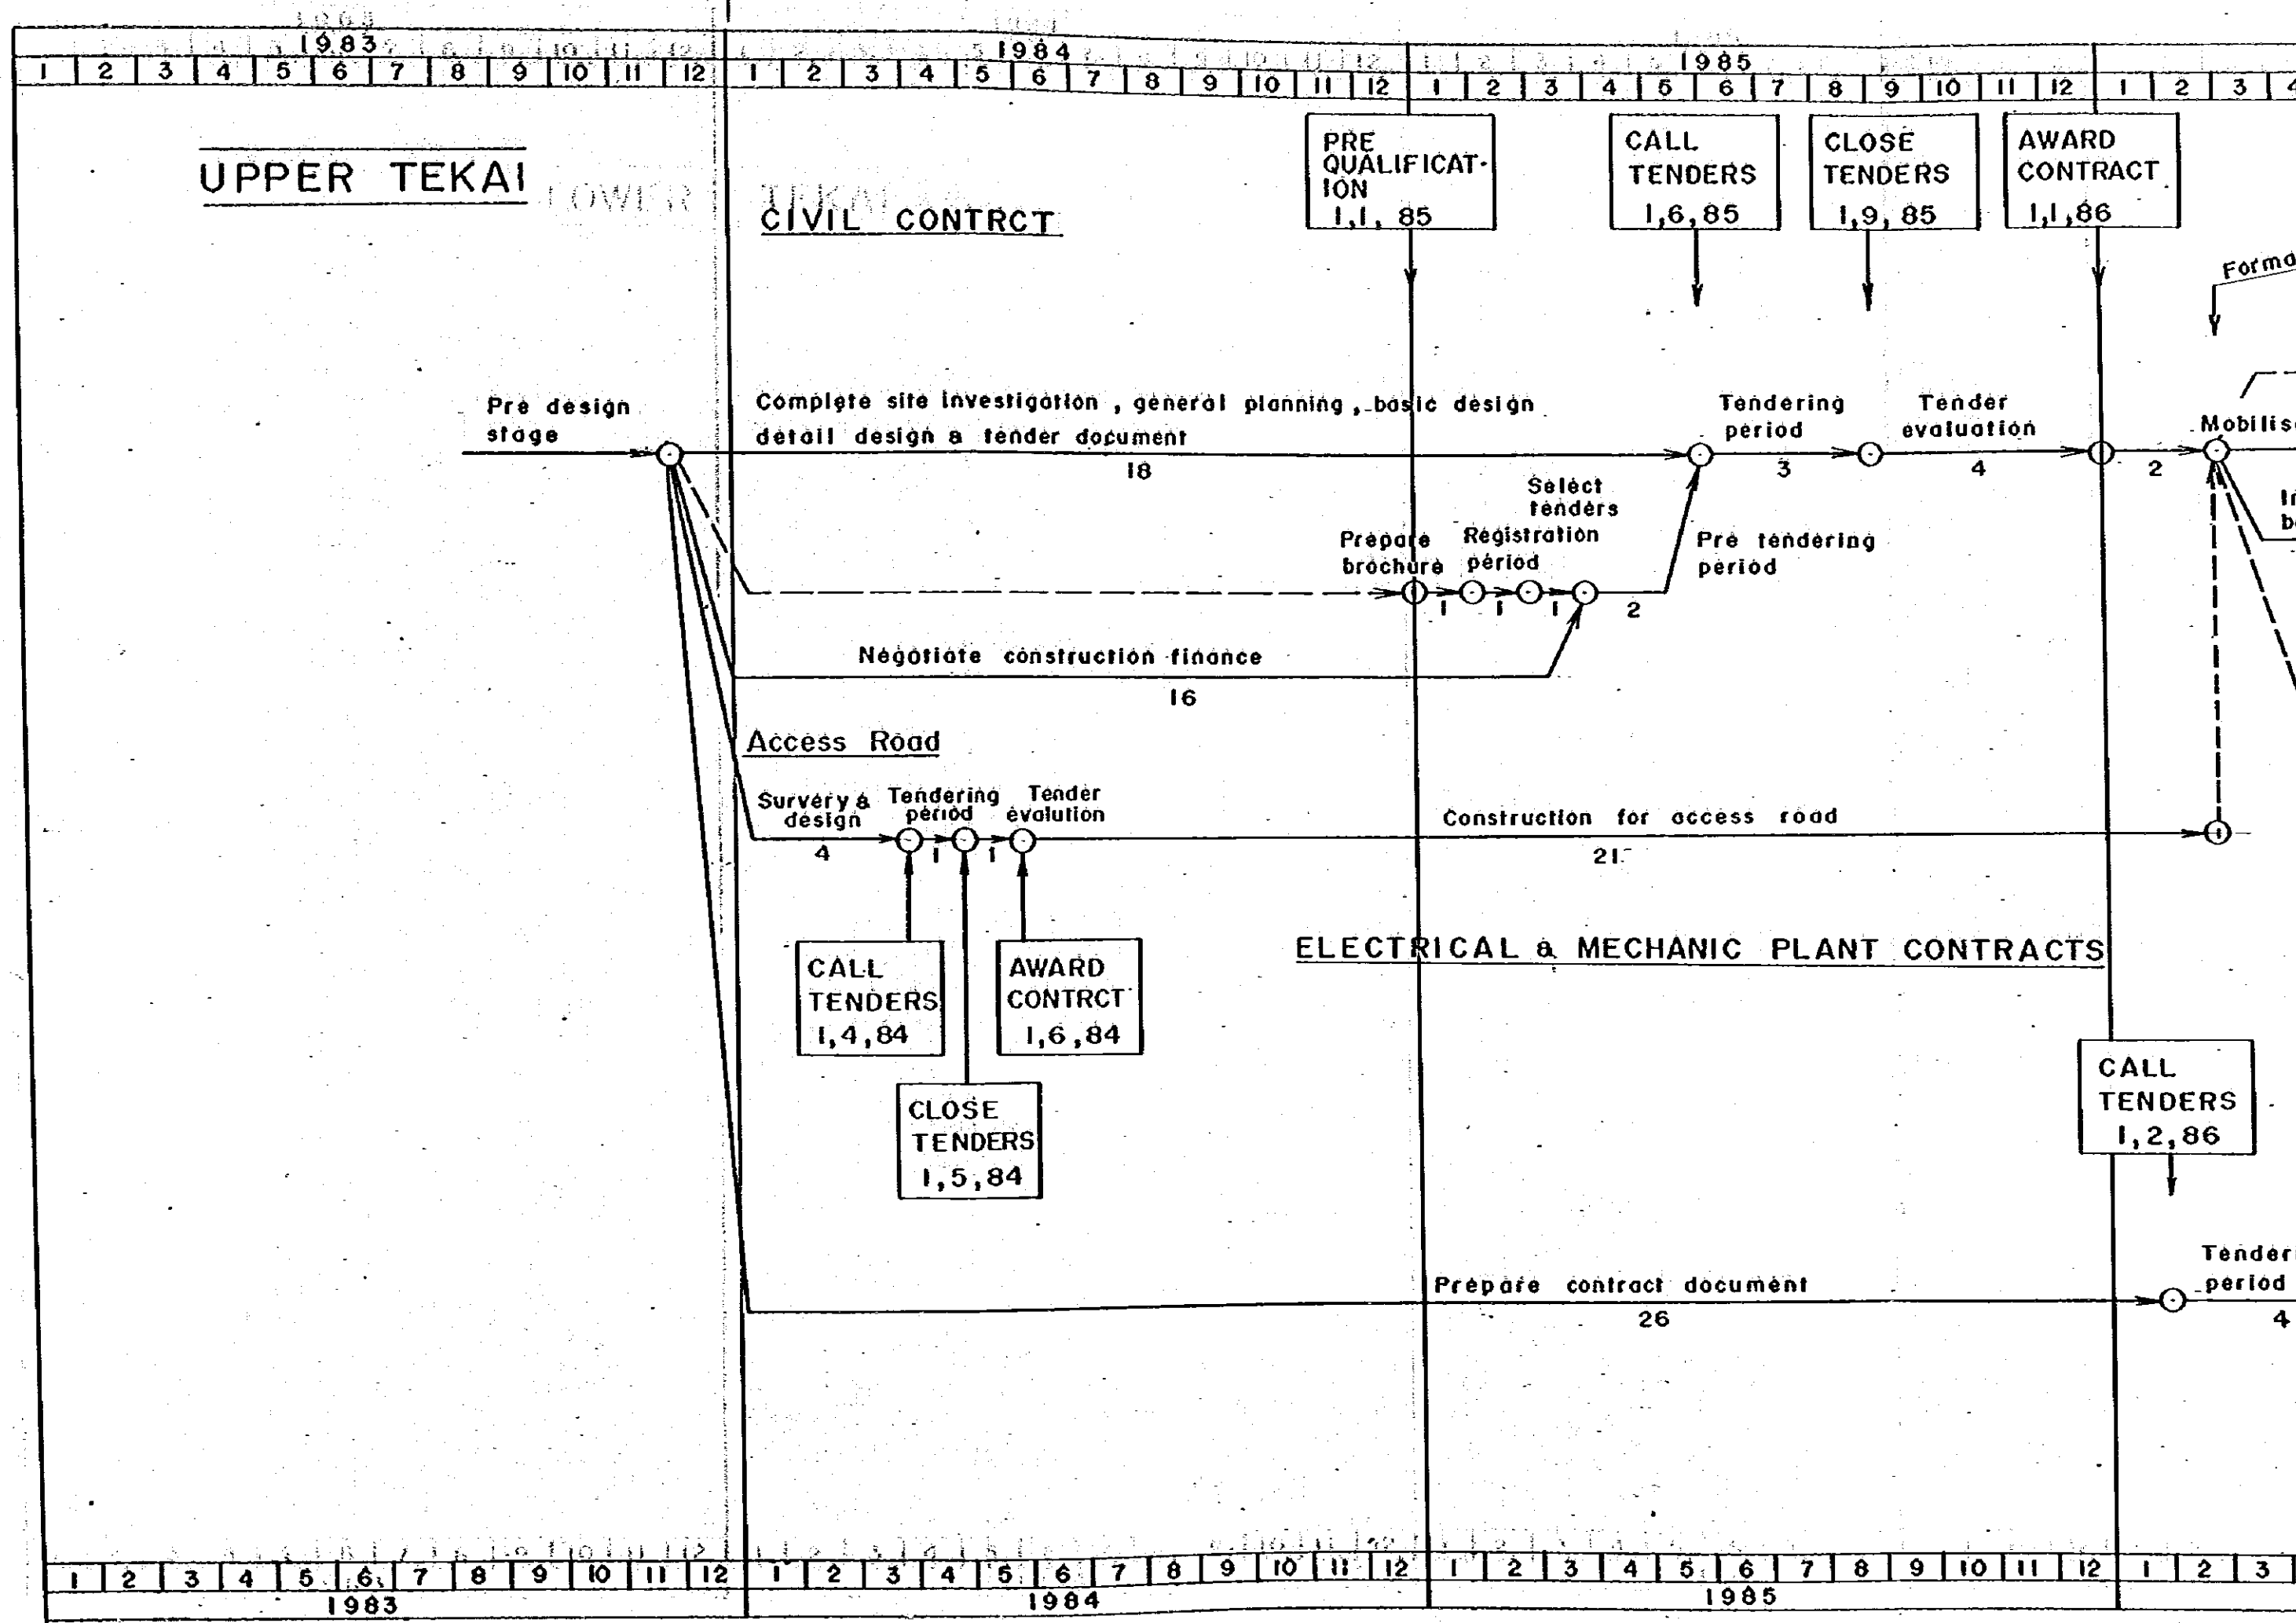 1983
1984
1985
1 2 3 4 5 6 7 8 9 10 11 12 1 2 3 4 5 6 7 8 9 10 11 12 1 2 3 4 5 6 7 8 9 10 11 12 1 2 3 4
UPPER TEKAI
LOWER TEKAI
CIVIL CONTRCT
PRE
QUALIFICAT-
ION
1,1, 85
CALL
TENDERS
1,6,85
CLOSE
TENDERS
1,9, 85
AWARD
CONTRACT
1,1,86
Pre design
stage
Complete site investigation , general planning , basic design
detail design & tender document
18
Tendering
period
3
Tender
evaluation
4
2
Select
tenders
Prepare
brochure
Registration
period
1 1 1 2
Pre tendering
period
Negotiate construction finance
16
Access Road
Survery &
design
4
Tendering
period
1
Tender
evalution
1
Construction for access road
21
CALL
TENDERS
1,4,84
AWARD
CONTRCT
1,6,84
CLOSE
TENDERS
1,5,84
ELECTRICAL & MECHANIC PLANT CONTRACTS
CALL
TENDERS
1,2,86
Prepare contract document
26
period
4
1 2 3 4 5 6 7 8 9 10 11 12 1 2 3 4 5 6 7 8 9 10 11 12 1 2 3 4 5 6 7 8 9 10 11 12 1 2 3
1983
1984
1985